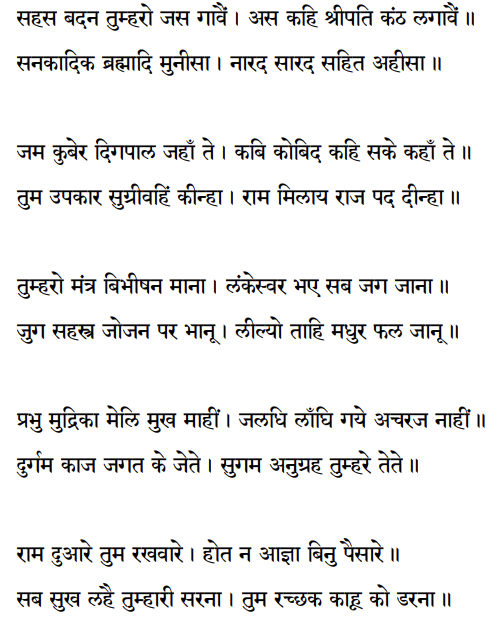 सहस बदन तुम्हरो जस गावैं। अस कहि श्रीपति कंठ लगावैं॥
सनकादिक ब्रह्मादि मुनीसा। नारद सारद सहित अहीसा॥
जम कुबेर दिगपाल जहाँ ते। कबि कोबिद कहि सके कहाँ ते॥
तुम उपकार सुग्रीवहिं कीन्हा। राम मिलाय राज पद दीन्हा॥
तुम्हरो मंत्र बिभीषन माना। लंकेस्वर भए सब जग जाना॥
जुग सहस्त्र जोजन पर भानू। लील्यो ताहि मधुर फल जानू॥
प्रभु मुद्रिका मेलि मुख माहीं। जलधि लाँघि गये अचरज नाहीं॥
दुर्गम काज जगत के जेते। सुगम अनुग्रह तुम्हरे तेते॥
राम दुआरे तुम रखवारे। होत न आज्ञा बिनु पैसारे॥
सब सुख लहै तुम्हारी सरना। तुम रच्छक काहू को डरना॥